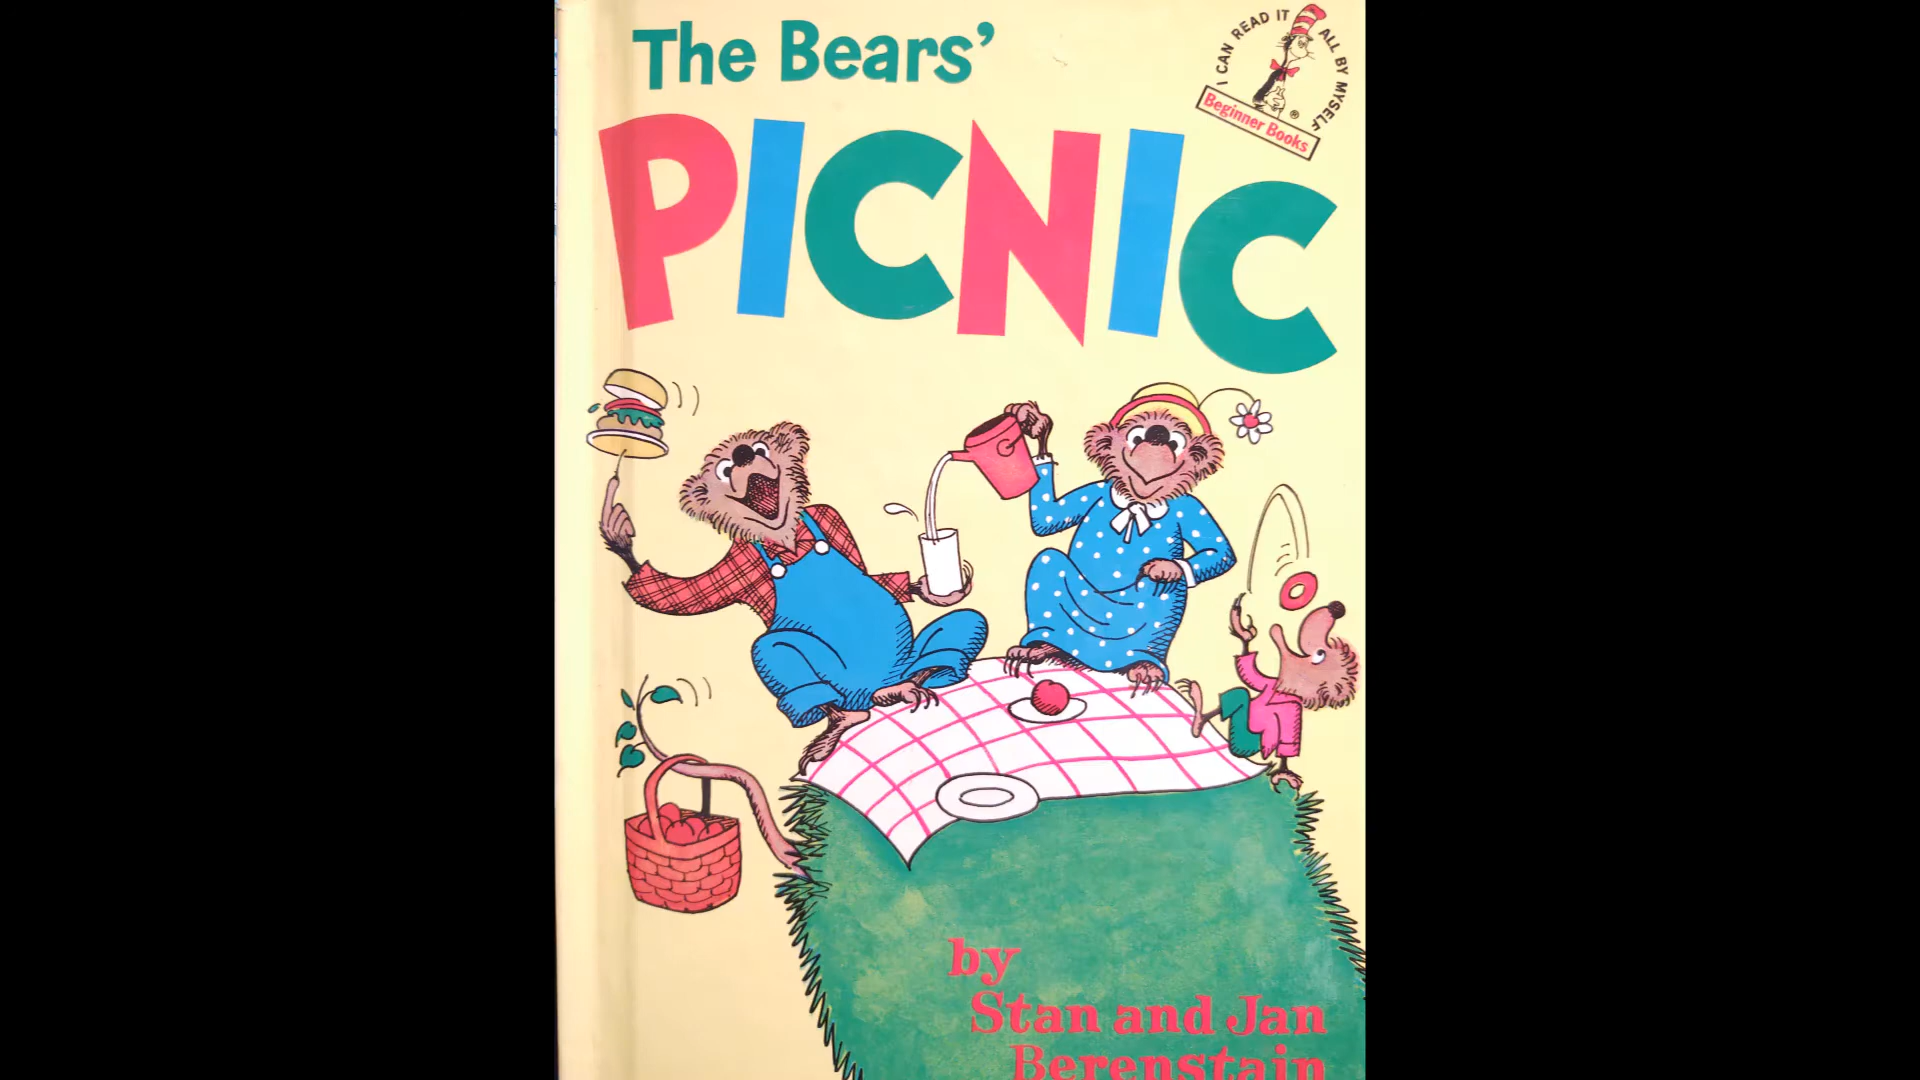 The Bears'
PICNIC
I CAN READ IT ALL BY MYSELF
Beginner Books
®
by
Stan and Jan
Berenstain